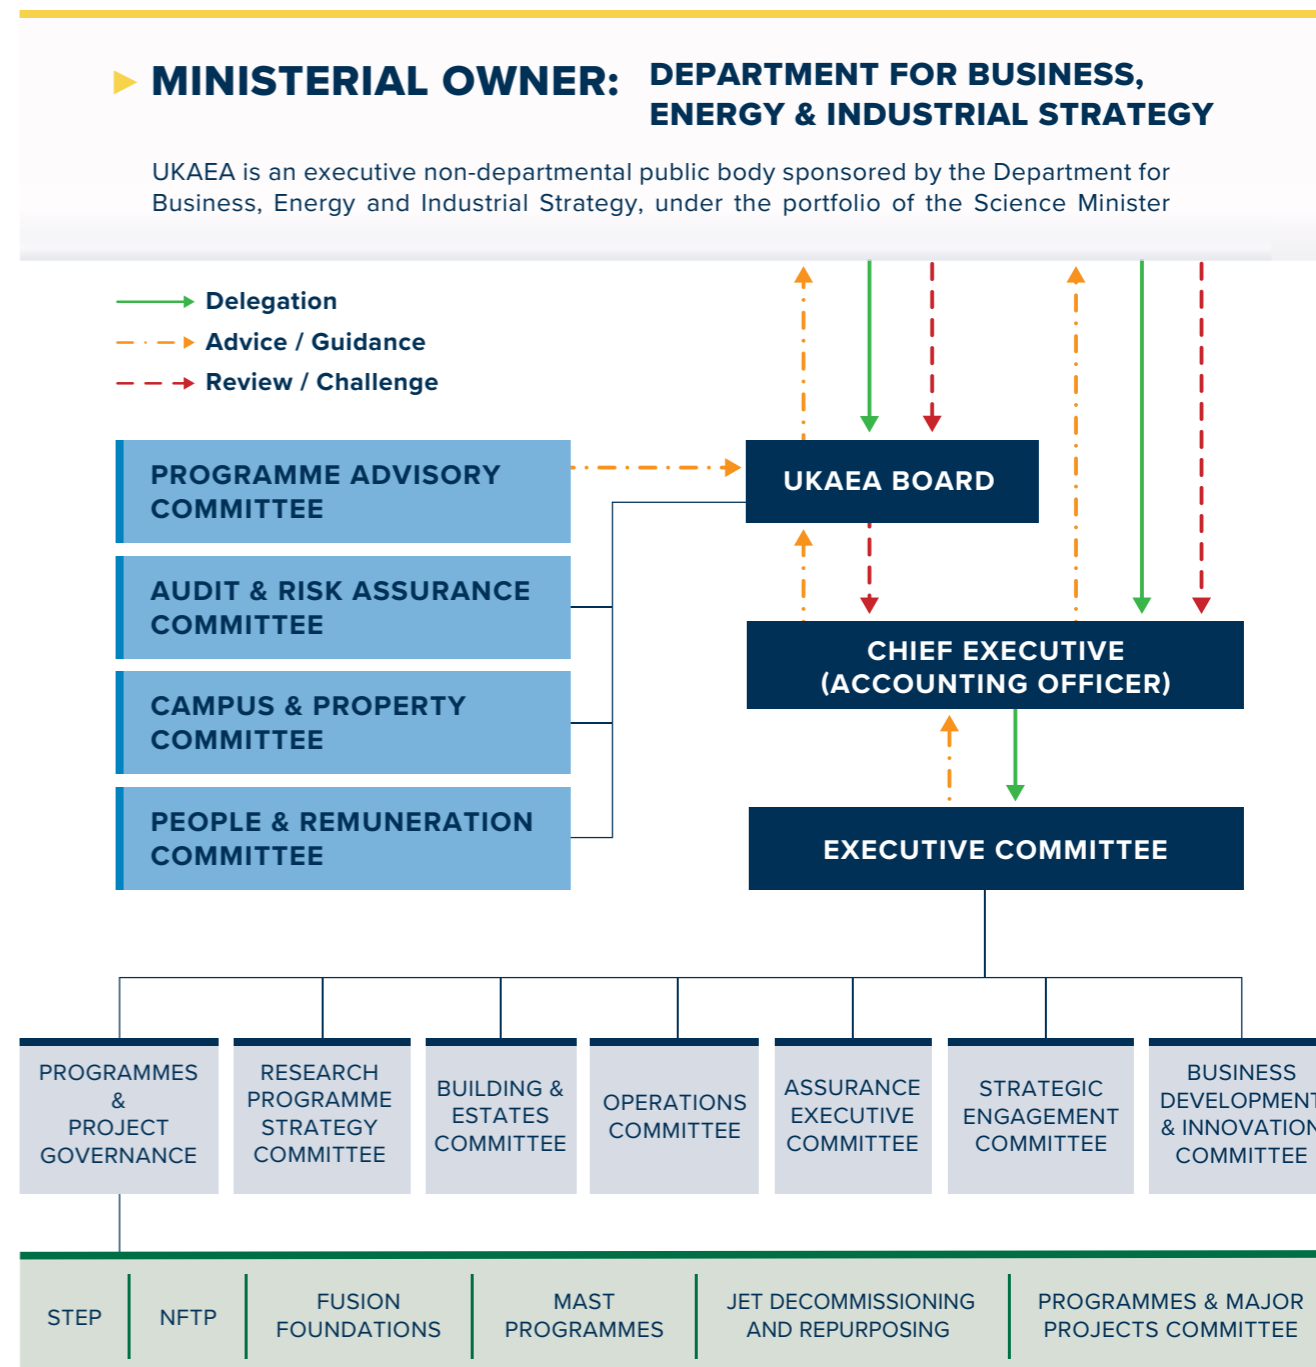 MINISTERIAL OWNER: DEPARTMENT FOR BUSINESS,
ENERGY & INDUSTRIAL STRATEGY
UKAEA is an executive non-departmental public body sponsored by the Department for
Business, Energy and Industrial Strategy, under the portfolio of the Science Minister
Delegation
Advice / Guidance
Review / Challenge
PROGRAMME ADVISORY
COMMITTEE
AUDIT & RISK ASSURANCE
COMMITTEE
CAMPUS & PROPERTY
COMMITTEE
PEOPLE & REMUNERATION
COMMITTEE
UKAEA BOARD
CHIEF EXECUTIVE
(ACCOUNTING OFFICER)
EXECUTIVE COMMITTEE
PROGRAMMES
&
PROJECT
GOVERNANCE
RESEARCH
PROGRAMME
STRATEGY
COMMITTEE
BUILDING &
ESTATES
COMMITTEE
OPERATIONS
COMMITTEE
ASSURANCE
EXECUTIVE
COMMITTEE
STRATEGIC
ENGAGEMENT
COMMITTEE
BUSINESS
DEVELOPMENT
& INNOVATION
COMMITTEE
STEP
NFTP
FUSION
FOUNDATIONS
MAST
PROGRAMMES
JET DECOMMISSIONING
AND REPURPOSING
PROGRAMMES & MAJOR
PROJECTS COMMITTEE